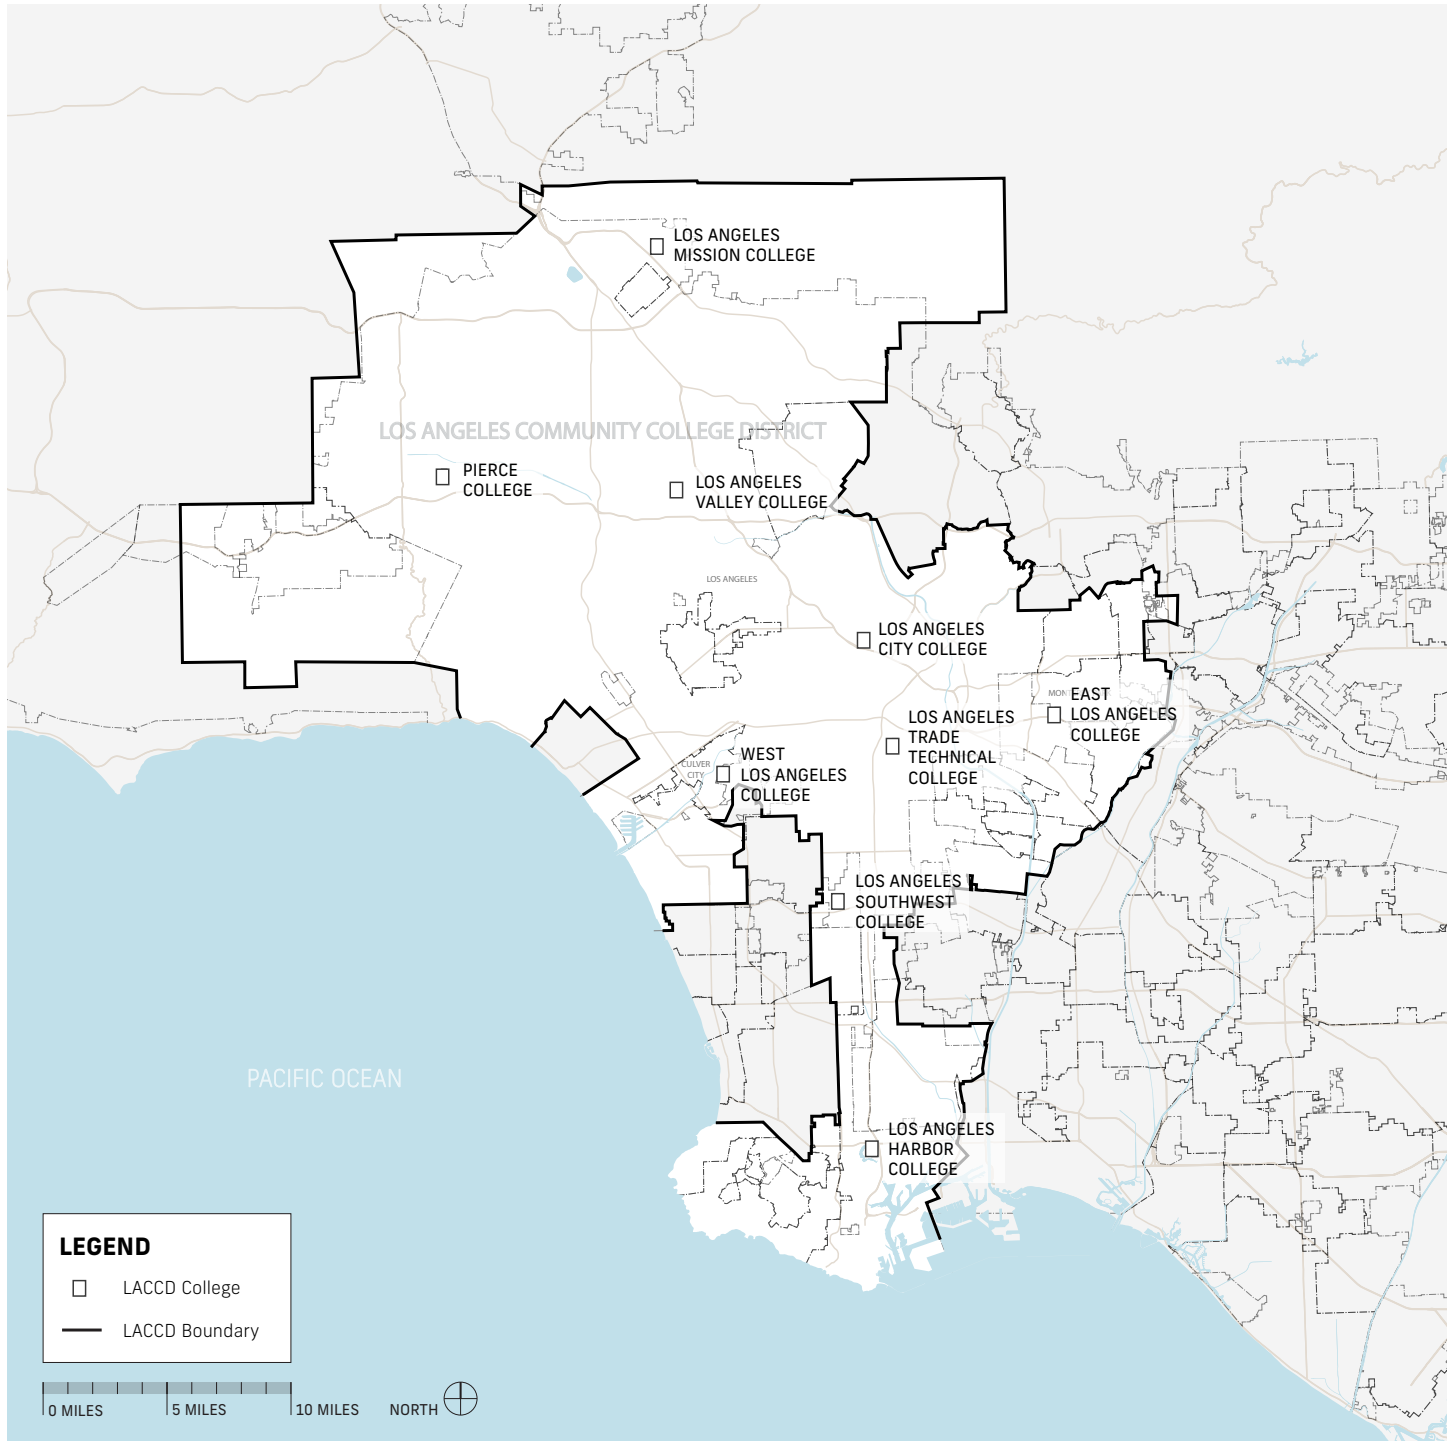 LOS ANGELES
MISSION COLLEGE
LOS ANGELES COMMUNITY COLLEGE DISTRICT
PIERCE
COLLEGE
LOS ANGELES
VALLEY COLLEGE
LOS ANGELES
LOS ANGELES
CITY COLLEGE
MON
EAST
LOS ANGELES
COLLEGE
LOS ANGELES
TRADE
TECHNICAL
COLLEGE
WEST
LOS ANGELES
COLLEGE
CULVER
CITY
LOS ANGELES
SOUTHWEST
COLLEGE
PACIFIC OCEAN
LOS ANGELES
HARBOR
COLLEGE
LEGEND
LACCD College
LACCD Boundary
0 MILES
5 MILES
10 MILES
NORTH